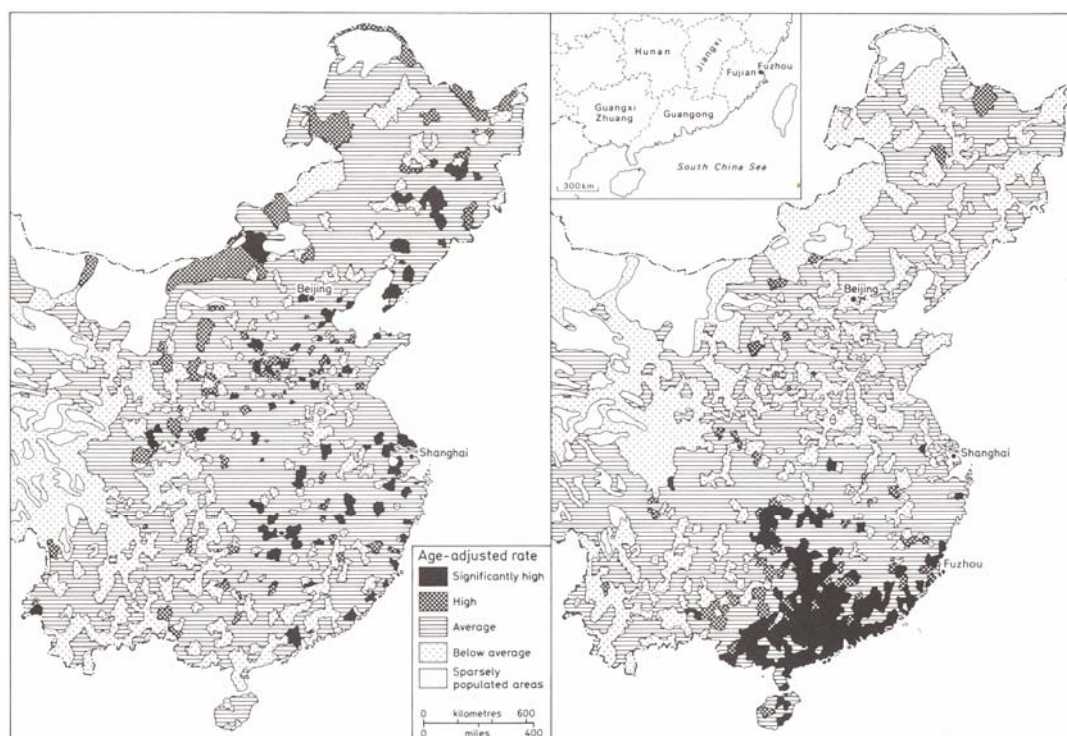 Beijing
Shanghai
Age-adjusted rate
Significantly high
High
Average
Below average
Sparsely
populated areas
0 kilometres 600
0 miles 400
Hunan
Jiangxi
Fuzhou
Fujian
Guangxi
Zhuang
Guangong
South China Sea
300km
Beijing
Shanghai
Fuzhou